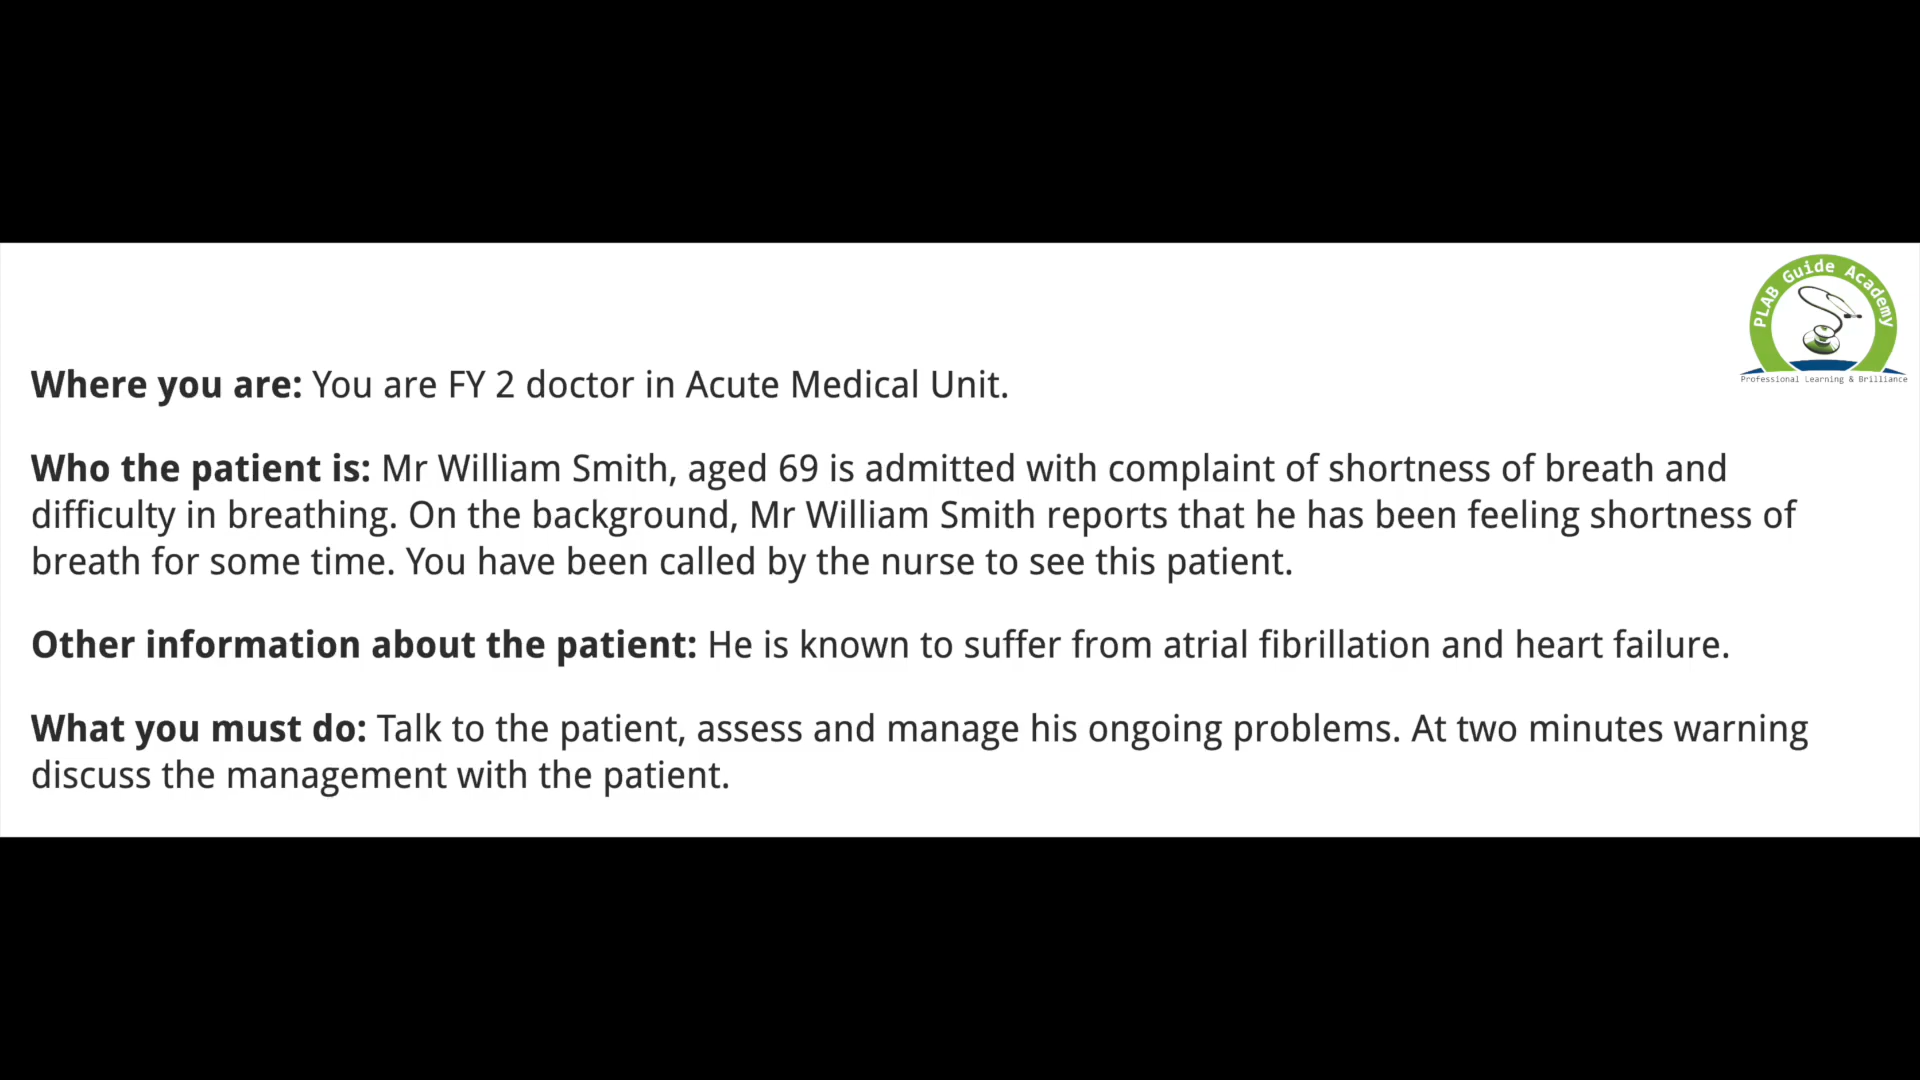 PLAB Guide Academy
Professional Learning & Brilliance
Where you are: You are FY 2 doctor in Acute Medical Unit.
Who the patient is: Mr William Smith, aged 69 is admitted with complaint of shortness of breath and
difficulty in breathing. On the background, Mr William Smith reports that he has been feeling shortness of
breath for some time. You have been called by the nurse to see this patient.
Other information about the patient: He is known to suffer from atrial fibrillation and heart failure.
What you must do: Talk to the patient, assess and manage his ongoing problems. At two minutes warning
discuss the management with the patient.